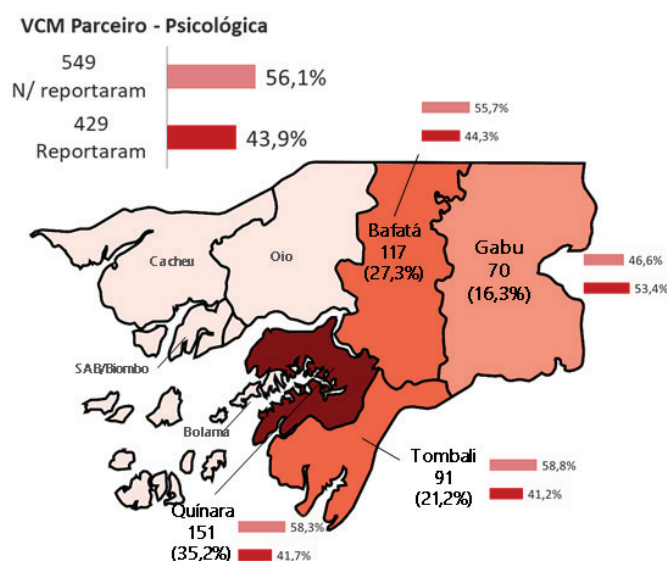 VCM Parceiro - Psicológica
549
N/ reportaram
56,1%
429
Reportaram
43,9%
55,7%
44,3%
Bafatá
117
(27,3%)
Gabu
70
(16,3%)
46,6%
53,4%
Cacheu
Oio
SAB/Biombo
Bolama
Tombali
91
(21,2%)
58,8%
41,2%
Quínara
151
(35,2%)
58,3%
41,7%